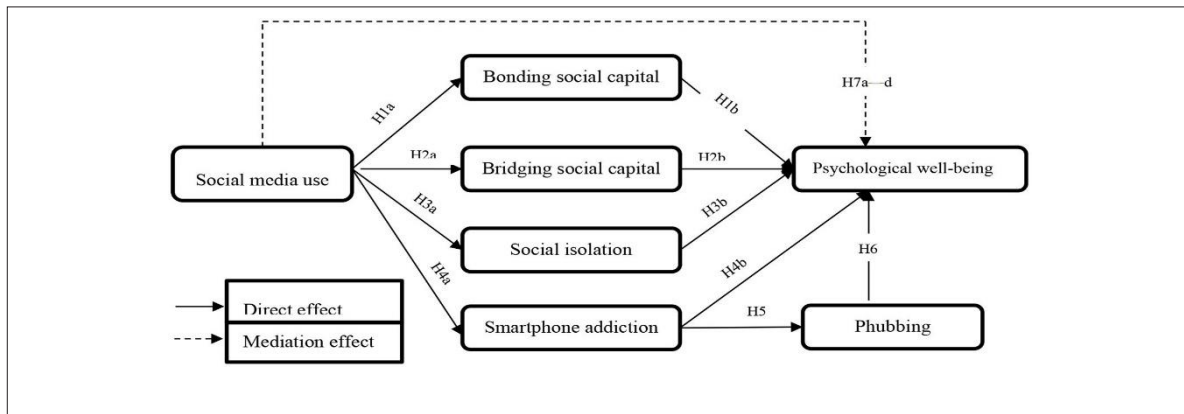 Bonding social capital
H7a—d
H1a
H1b
H2a
Bridging social capital
H2b
Psychological well-being
Social media use
H3a
H3b
Social isolation
H4a
H4b
H6
Direct effect
Smartphone addiction
H5
Phubbing
Mediation effect